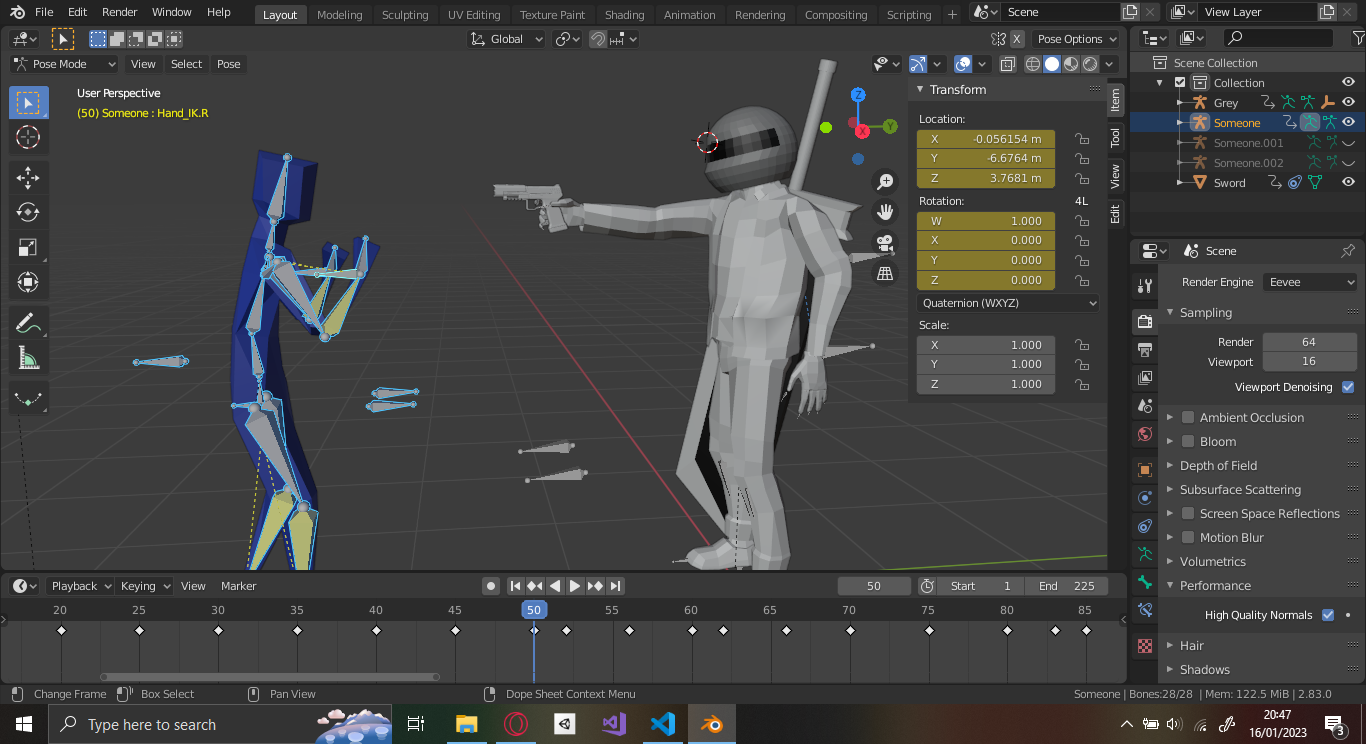 File Edit Render Window Help Layout Modeling Sculpting UV Editing Texture Paint Shading Animation Rendering Compositing Scripting + Scene View Layer
Global X Pose Options
Pose Mode View Select Pose
User Perspective
(50) Someone : Hand_IK.R
Z
Y
X
Transform
Location:
X -0.056154 m
Y -6.6764 m
Z 3.7681 m
Rotation: 4L
W 1.000
X 0.000
Y 0.000
Z 0.000
Quaternion (WXYZ)
Scale:
X 1.000
Y 1.000
Z 1.000
Item
Tool
View
Edit
Scene Collection
Collection
Grey
Someone
Someone.001
Someone.002
Sword
Scene
Render Engine Eevee
Sampling
Render 64
Viewport 16
Viewport Denoising
Ambient Occlusion
Bloom
Depth of Field
Subsurface Scattering
Screen Space Reflections
Motion Blur
Volumetrics
Performance
High Quality Normals
Hair
Shadows
Playback Keying View Marker 50 Start 1 End 225
20 25 30 35 40 45 50 55 60 65 70 75 80 85
Change Frame Box Select Pan View Dope Sheet Context Menu Someone | Bones:28/28 | Mem: 122.5 MiB | 2.83.0
Type here to search
20:47
16/01/2023
3